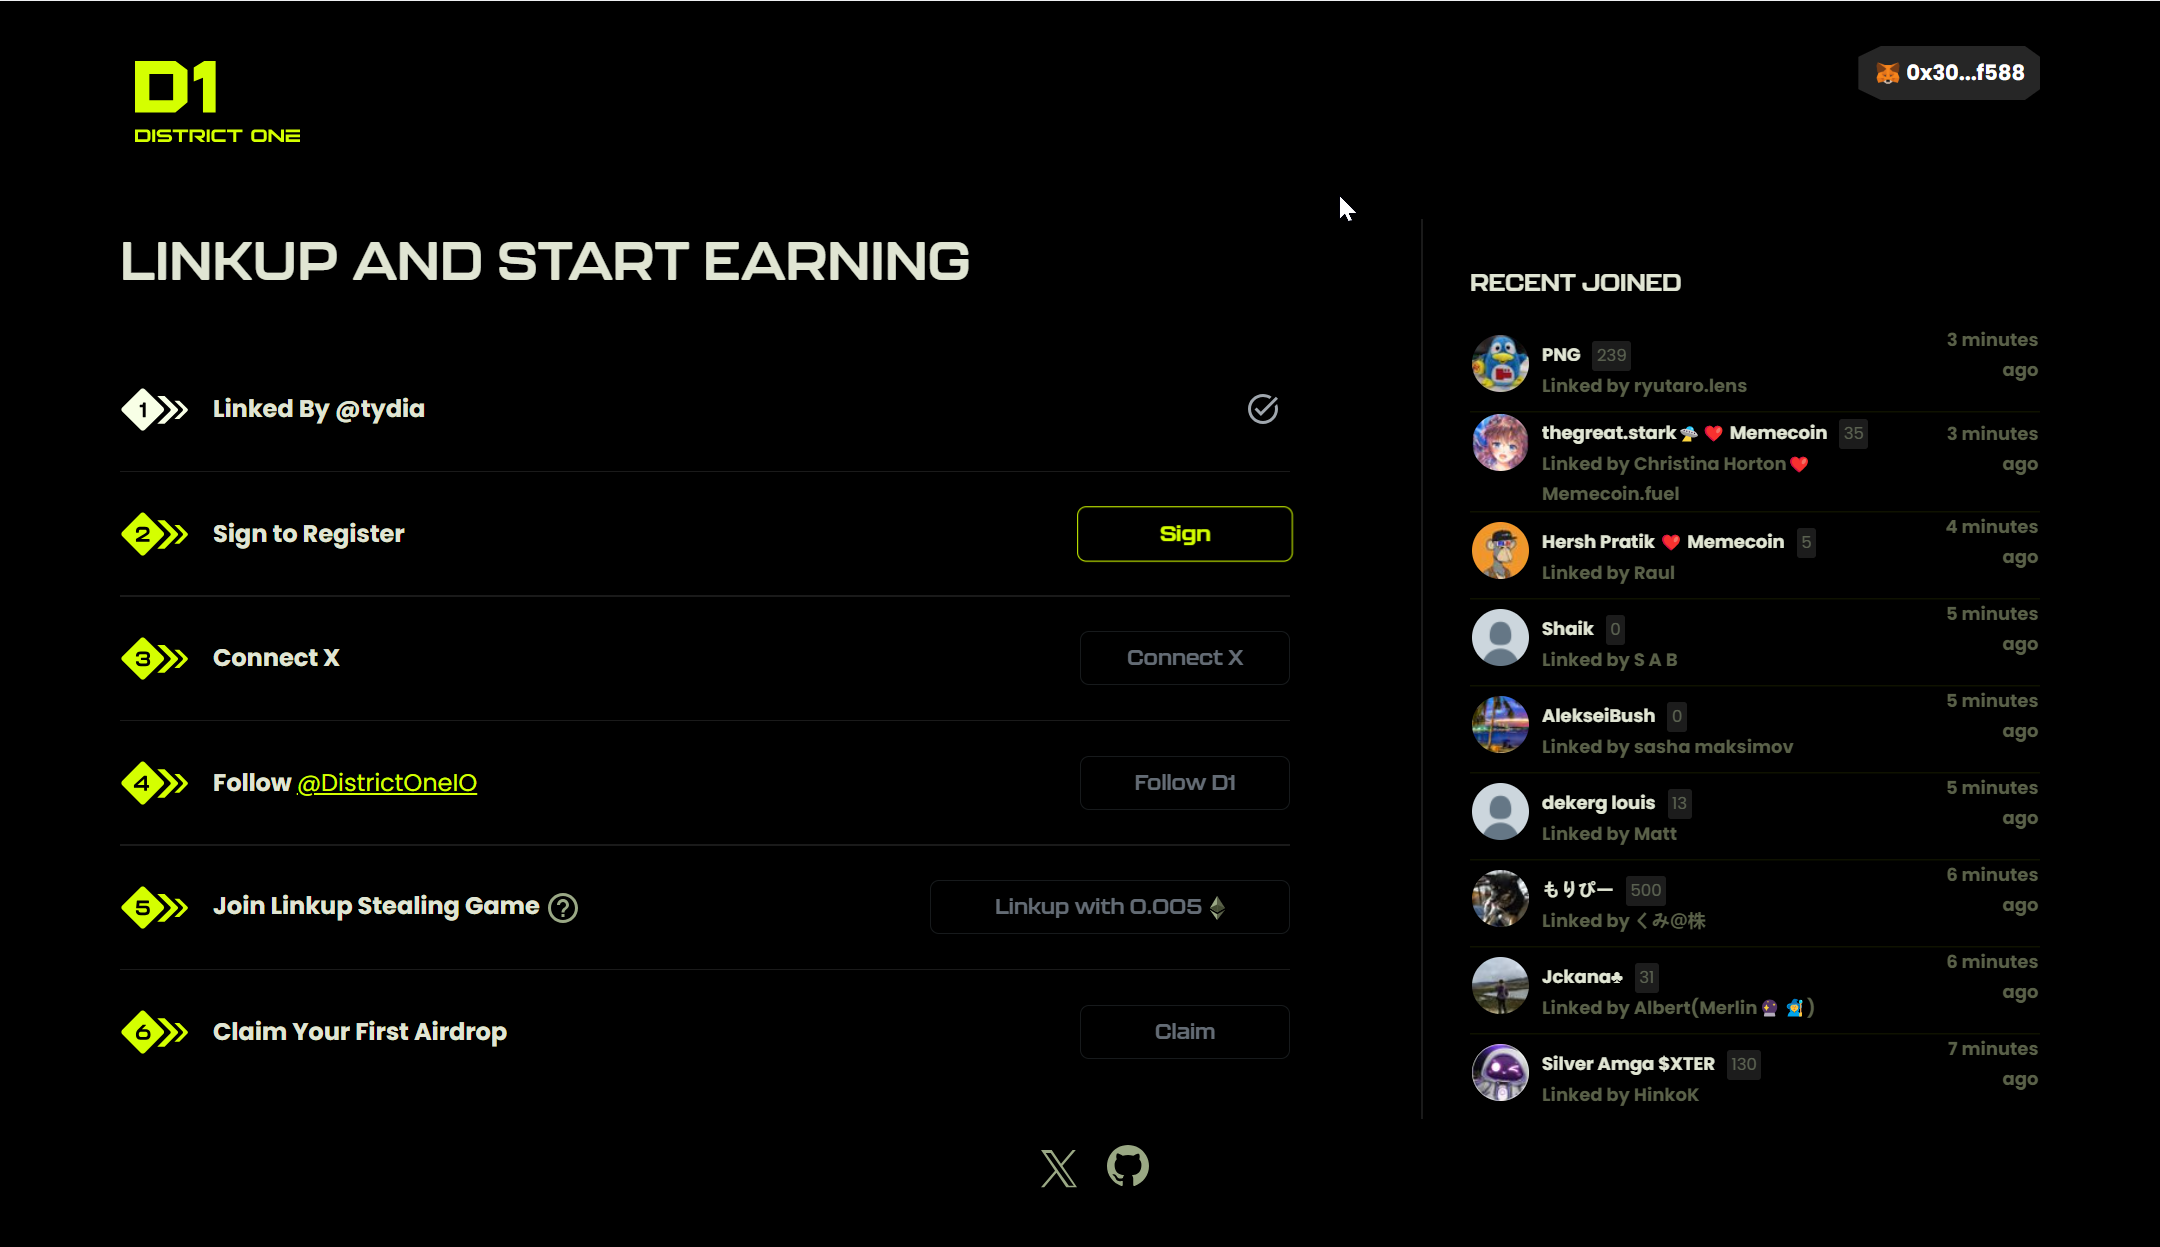 D1
DISTRICT ONE
0x30...f588
LINKUP AND START EARNING
1 Linked By @tydia
2 Sign to Register Sign
3 Connect X Connect X
4 Follow @DistrictOneIO Follow D1
5 Join Linkup Stealing Game ? Linkup with 0.005
6 Claim Your First Airdrop Claim
RECENT JOINED
PNG 239 3 minutes
Linked by ryutaro.lens ago
thegreat.stark🛸 ❤️ Memecoin 35 3 minutes
Linked by Christina Horton❤️ ago
Memecoin.fuel
Hersh Pratik ❤️ Memecoin 5 4 minutes
Linked by Raul ago
Shaik 0 5 minutes
Linked by S A B ago
AlekseiBush 0 5 minutes
Linked by sasha maksimov ago
dekerg louis 13 5 minutes
Linked by Matt ago
もりぴー 500 6 minutes
Linked by くみ@株 ago
Jckana♣ 31 6 minutes
Linked by Albert(Merlin🔮 🧙‍♂️) ago
Silver Amga $XTER 130 7 minutes
Linked by HinkoK ago